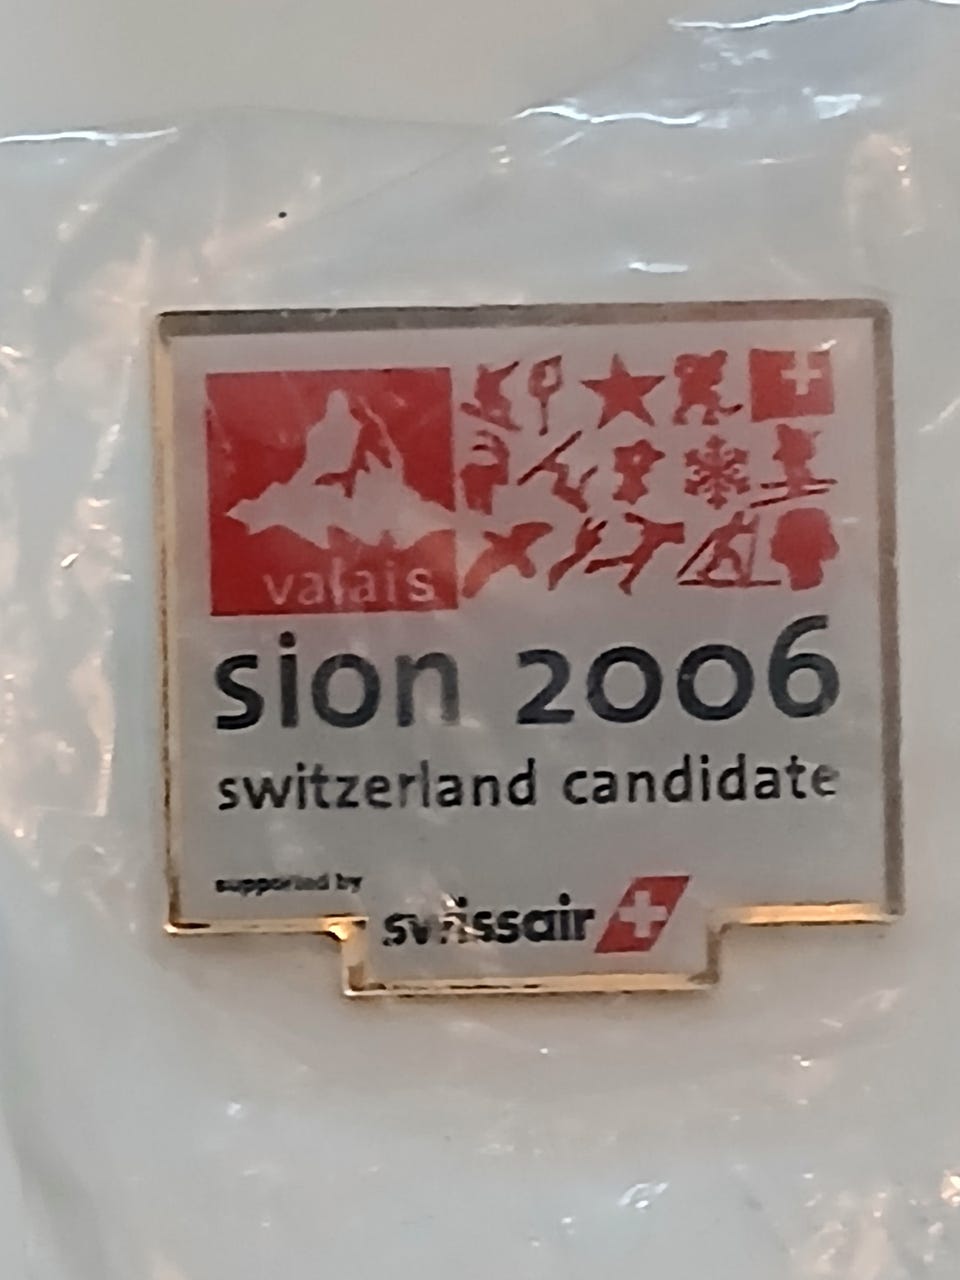 valais
sion 2006
switzerland candidate
supported by
swissair